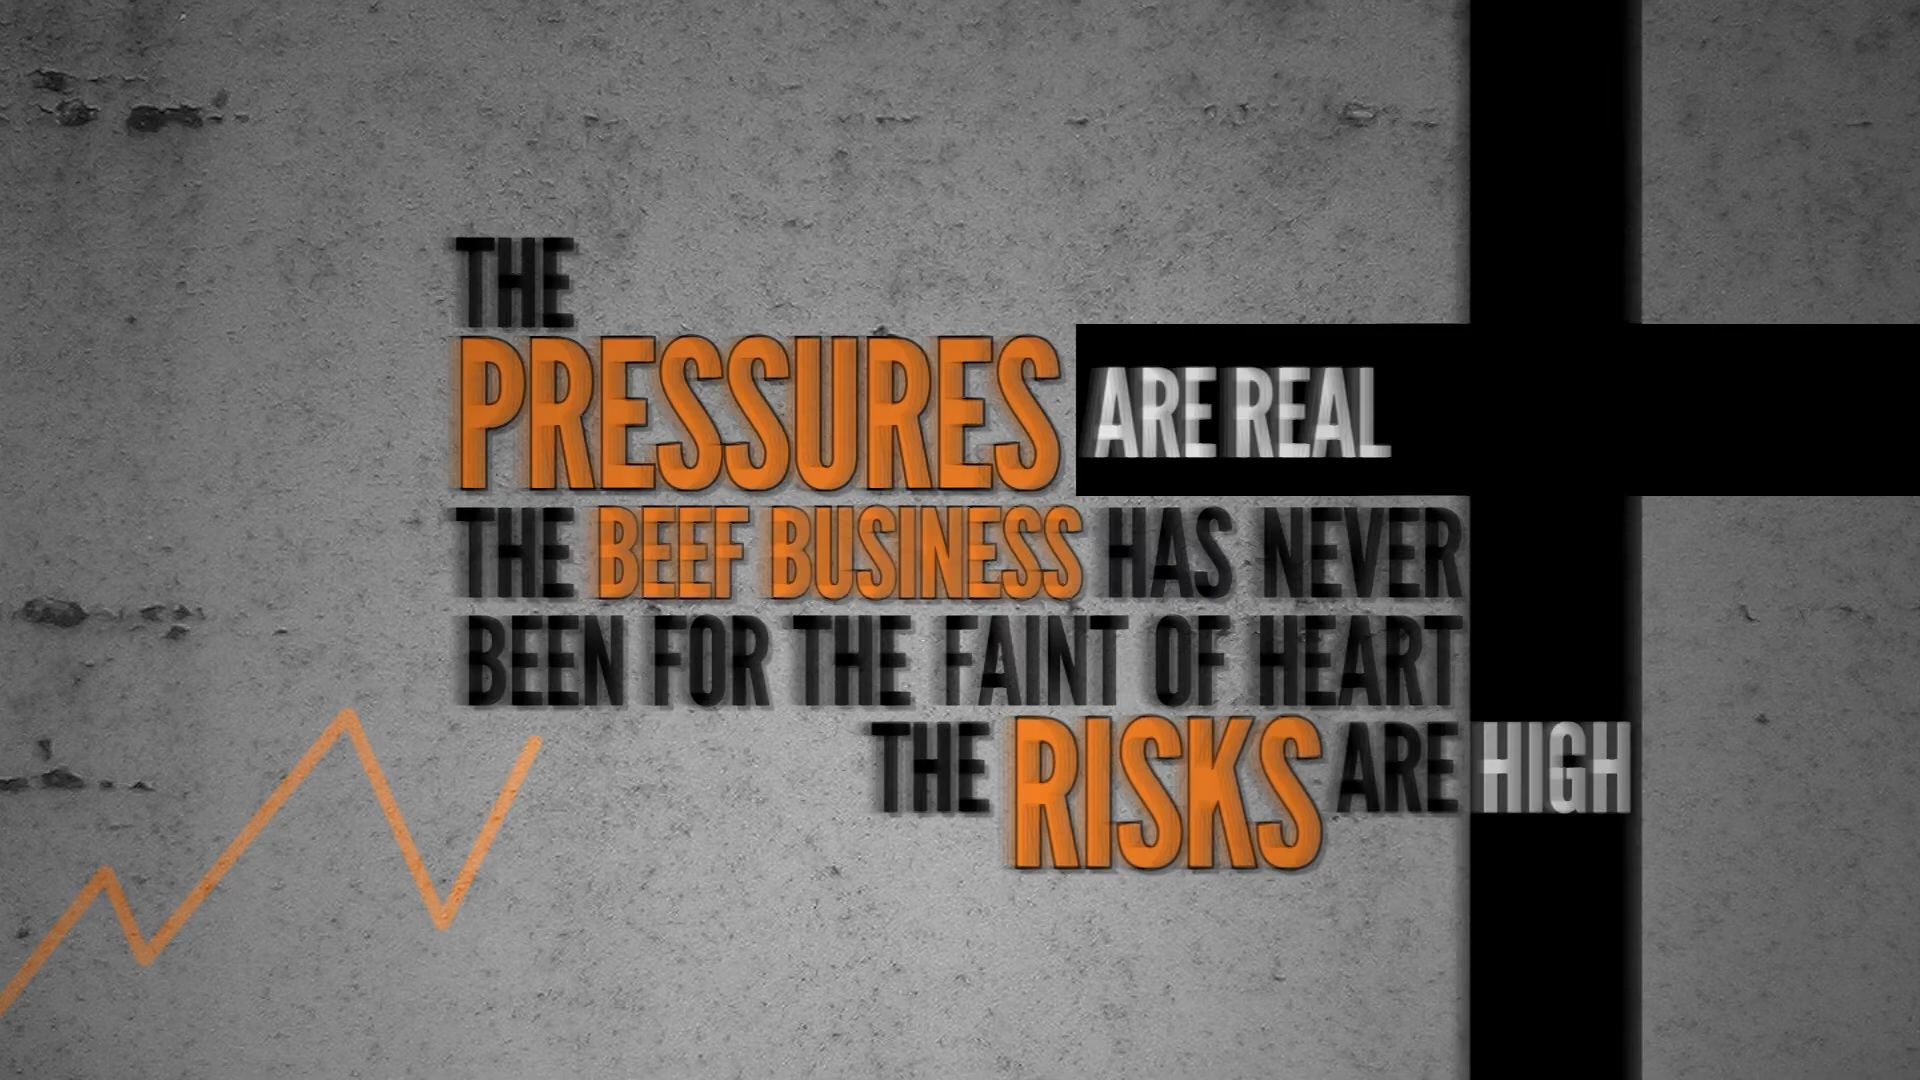 THE
PRESSURES ARE REAL
THE BEEF BUSINESS HAS NEVER
BEEN FOR THE FAINT OF HEART
THE RISKS ARE HIGH